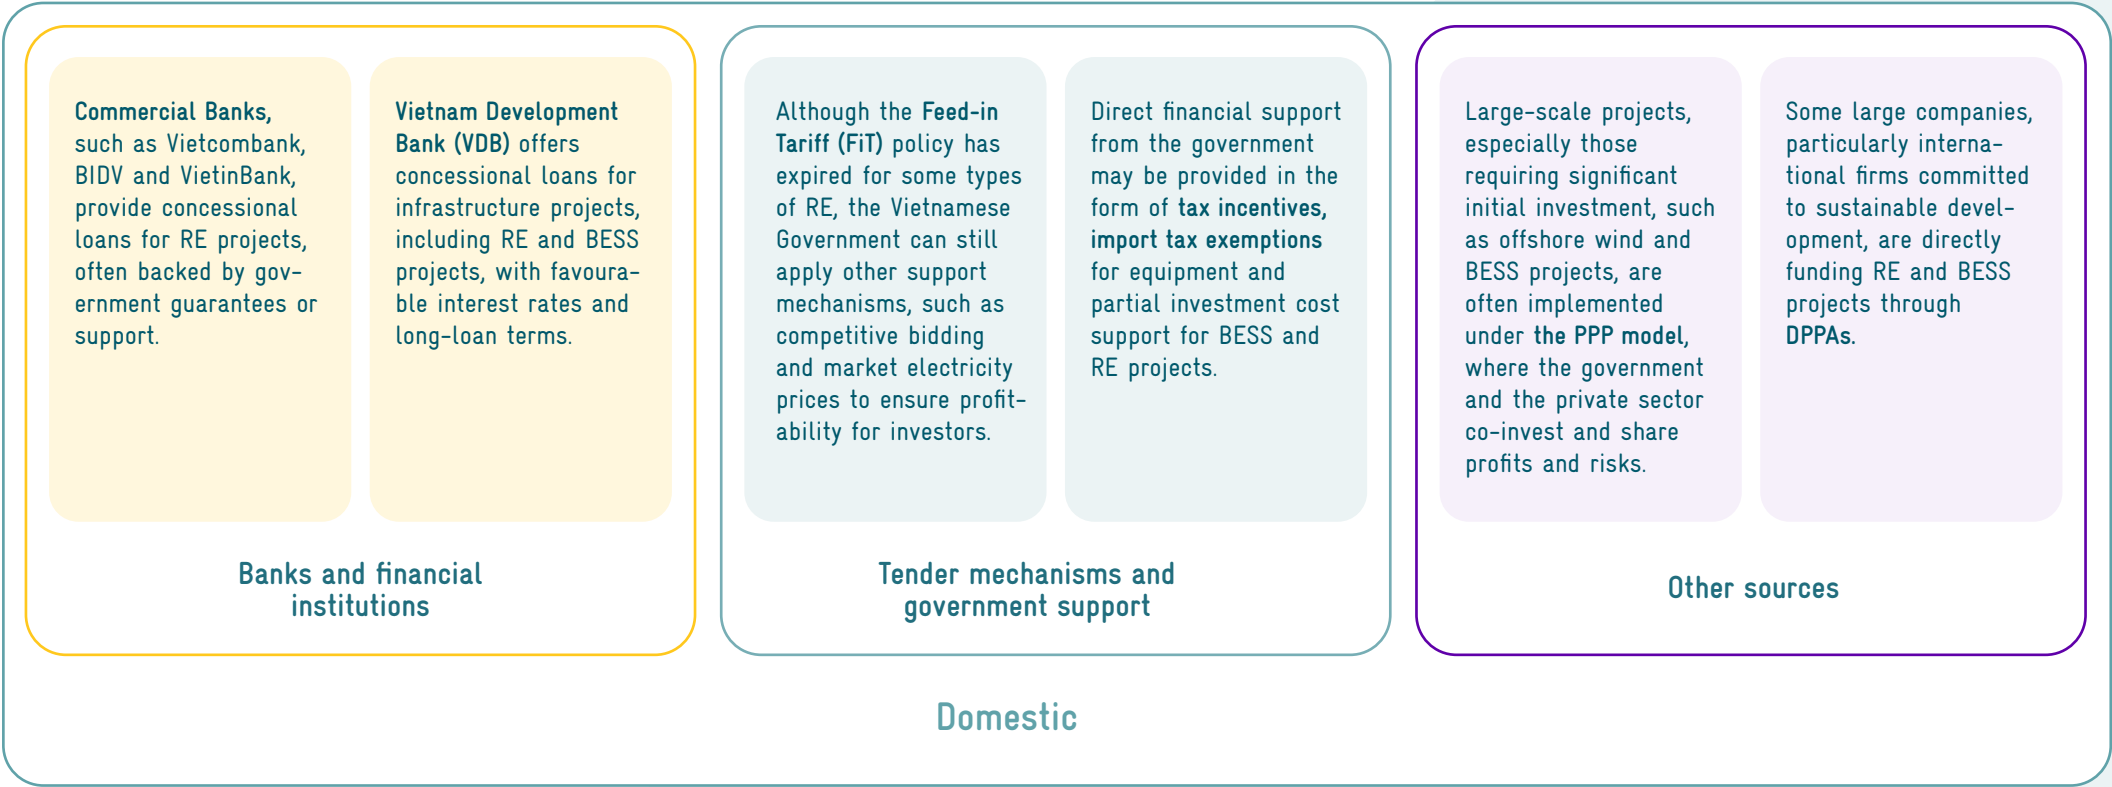 Commercial Banks,
such as Vietcombank,
BIDV and VietinBank,
provide concessional
loans for RE projects,
often backed by gov-
ernment guarantees or
support.
Vietnam Development
Bank (VDB) offers
concessional loans for
infrastructure projects,
including RE and BESS
projects, with favoura-
ble interest rates and
long-loan terms.
Banks and financial
institutions
Although the Feed-in
Tariff (FiT) policy has
expired for some types
of RE, the Vietnamese
Government can still
apply other support
mechanisms, such as
competitive bidding
and market electricity
prices to ensure profit-
ability for investors.
Direct financial support
from the government
may be provided in the
form of tax incentives,
import tax exemptions
for equipment and
partial investment cost
support for BESS and
RE projects.
Tender mechanisms and
government support
Large-scale projects,
especially those
requiring significant
initial investment, such
as offshore wind and
BESS projects, are
often implemented
under the PPP model,
where the government
and the private sector
co-invest and share
profits and risks.
Some large companies,
particularly interna-
tional firms committed
to sustainable devel-
opment, are directly
funding RE and BESS
projects through
DPPAs.
Other sources
Domestic